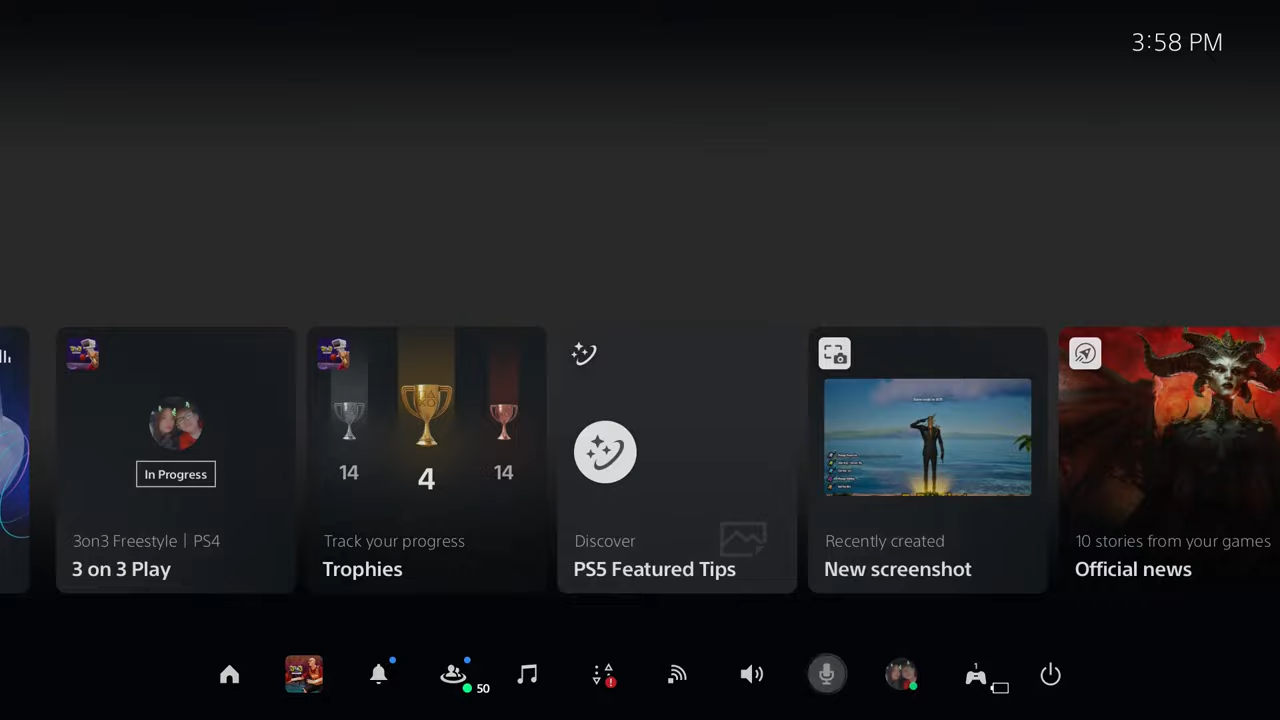 3:58 PM
In Progress
14
4
14
3on3 Freestyle | PS4
3 on 3 Play
Track your progress
Trophies
Discover
PS5 Featured Tips
Recently created
New screenshot
10 stories from your games
Official news
50
1